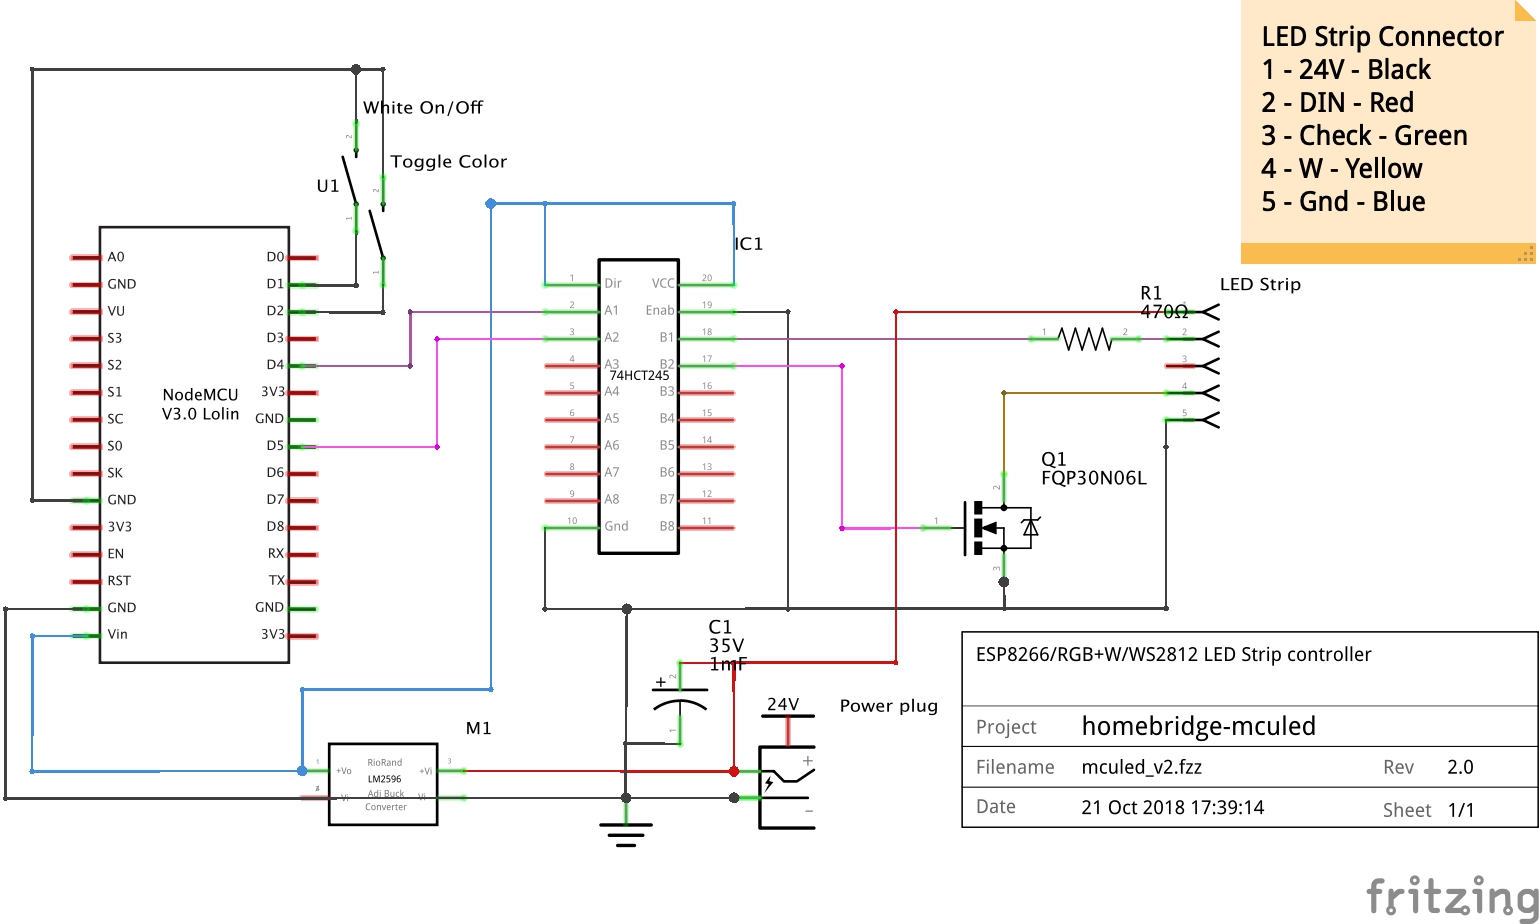 LED Strip Connector
1 - 24V - Black
2 - DIN - Red
3 - Check - Green
4 - W - Yellow
5 - Gnd - Blue
White On/Off
Toggle Color
U1
2
1
2
1
NodeMCU
V3.0 Lolin
A0
GND
VU
S3
S2
S1
SC
S0
SK
GND
3V3
EN
RST
GND
Vin
D0
D1
D2
D3
D4
3V3
GND
D5
D6
D7
D8
RX
TX
GND
3V3
IC1
74HCT245
1 Dir VCC 20
2 A1 Enab 19
3 A2 B1 18
4 A3 B2 17
5 A4 B3 16
6 A5 B4 15
7 A6 B5 14
8 A7 B6 13
9 A8 B7 12
10 Gnd B8 11
LED Strip
R1
470Ω
1 2
1
2
3
4
5
Q1
FQP30N06L
1
2
3
C1
35V
1mF
+
2
1
24V
Power plug
+
−
M1
RioRand
LM2596
Adj Buck
Converter
1 +Vo +Vi 3
-Vi Vi
ESP8266/RGB+W/WS2812 LED Strip controller
Project homebridge-mculed
Filename mculed_v2.fzz Rev 2.0
Date 21 Oct 2018 17:39:14 Sheet 1/1
fritzing